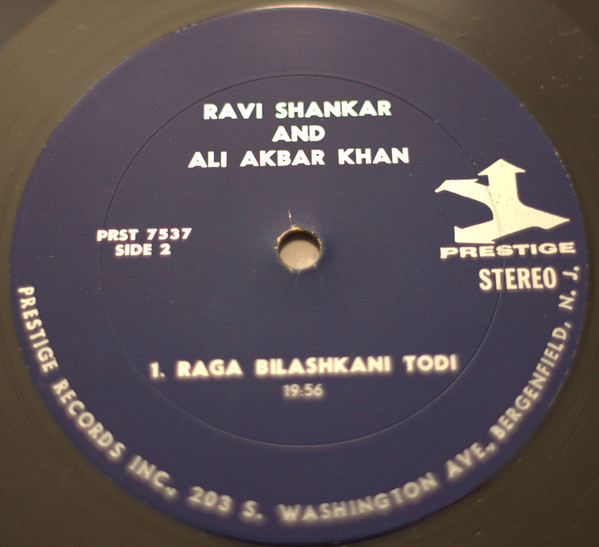 RAVI SHANKAR
AND
ALI AKBAR KHAN
PRST 7537
SIDE 2
PRESTIGE
STEREO
1. RAGA BILASHKANI TODI
19:56
PRESTIGE RECORDS INC., 203 S. WASHINGTON AVE., BERGENFIELD, N. J.